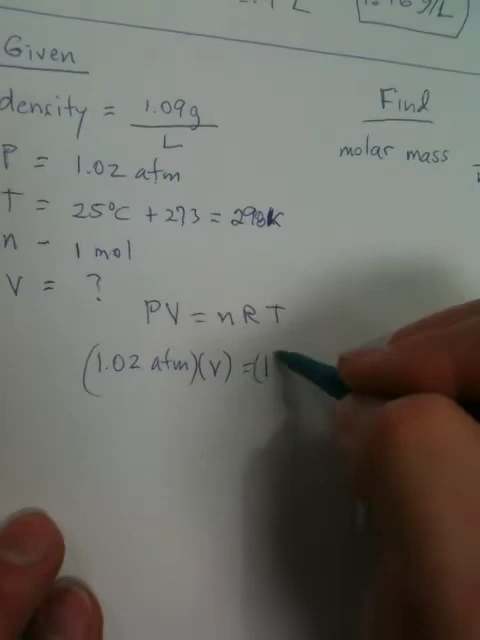 Given
density = 1.09g
L
P = 1.02 atm
T = 25°C + 273 = 298K
n - 1 mol
V = ?
Find
molar mass
PV = nRT
(1.02 atm)(V) = (1